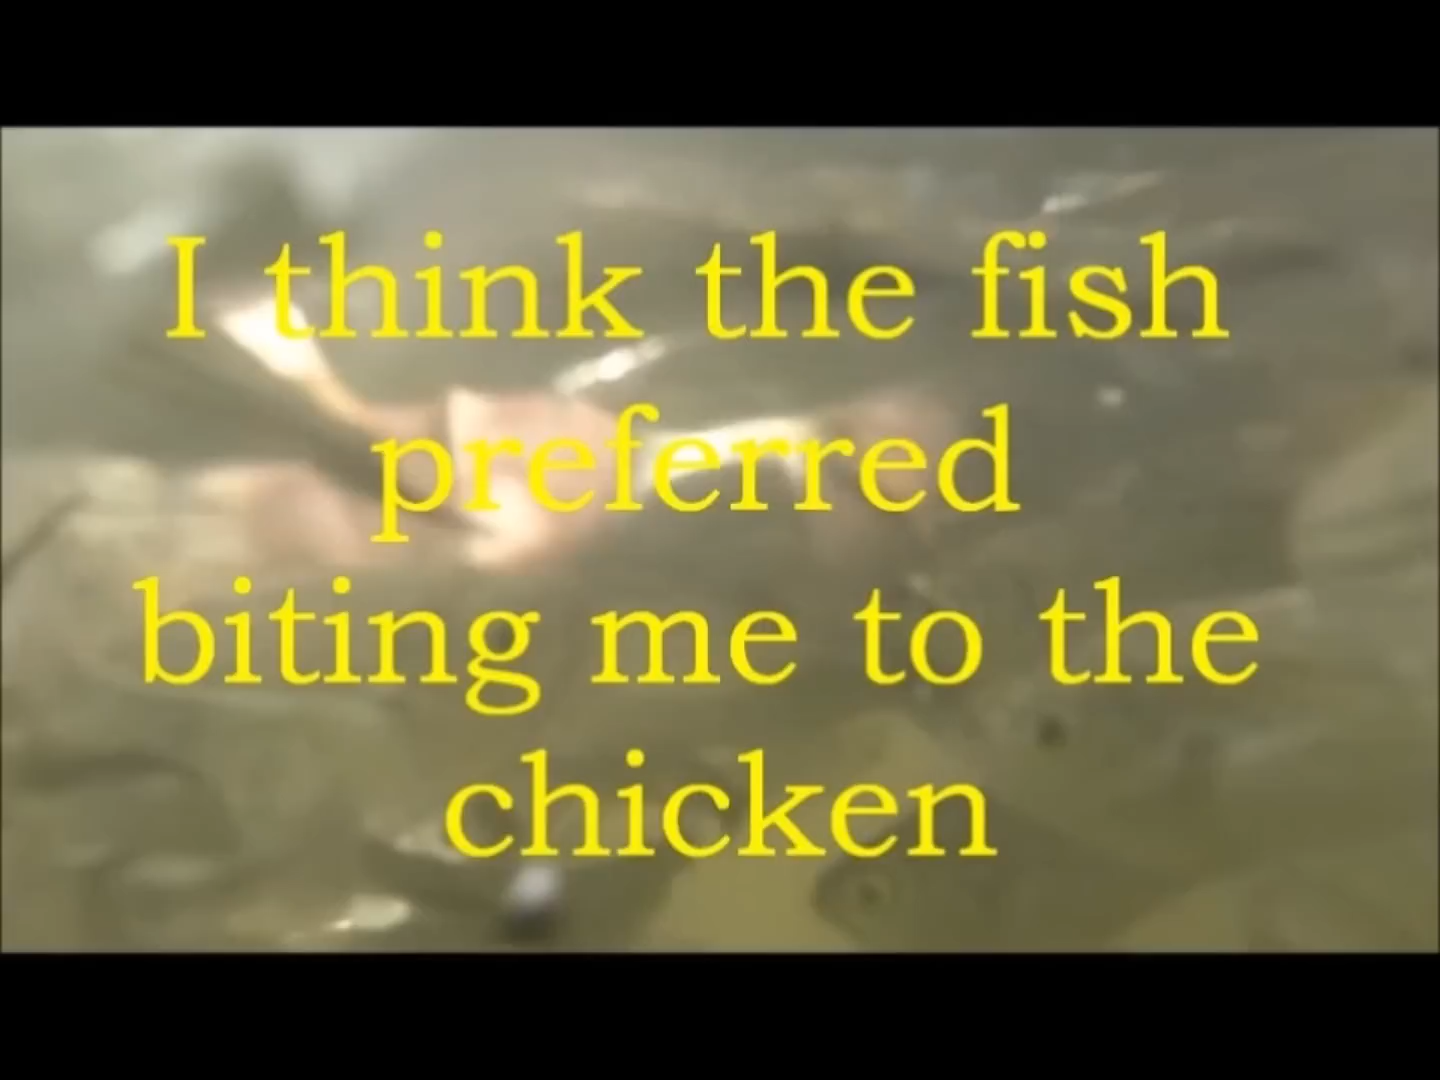 I think the fish
preferred
biting me to the
chicken